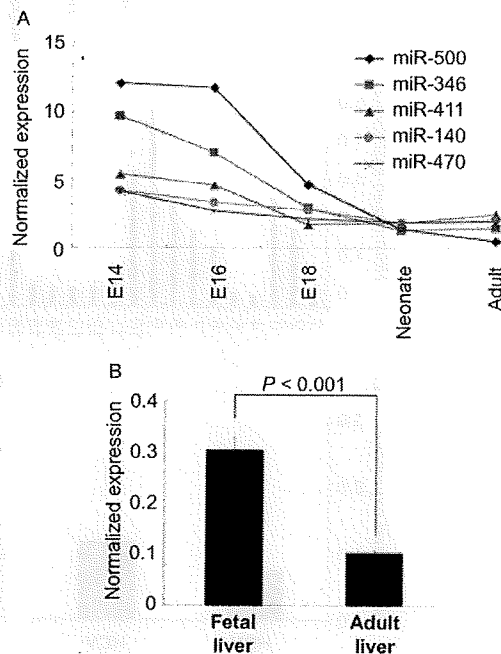 A
Normalized expression
15
10
5
0
miR-500
miR-346
miR-411
miR-140
miR-470
E14
E16
E18
Neonate
Adult
B
P < 0.001
Normalized expression
0.4
0.3
0.2
0.1
0
Fetal
liver
Adult
liver